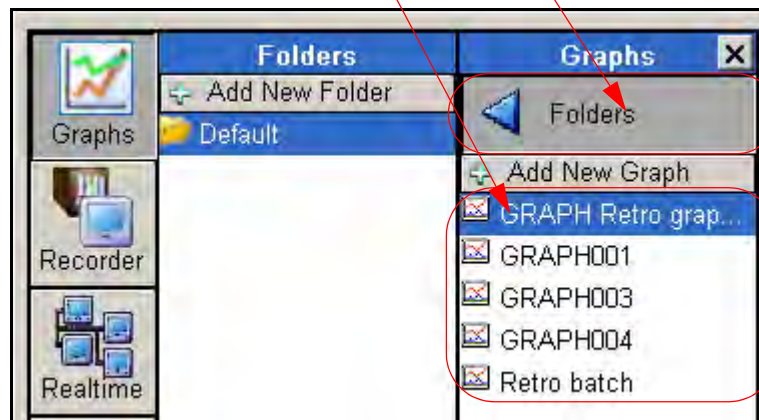 Graphs
Recorder
Realtime
Folders
Add New Folder
Default
Graphs
Folders
Add New Graph
GRAPH Retro grap...
GRAPH001
GRAPH003
GRAPH004
Retro batch